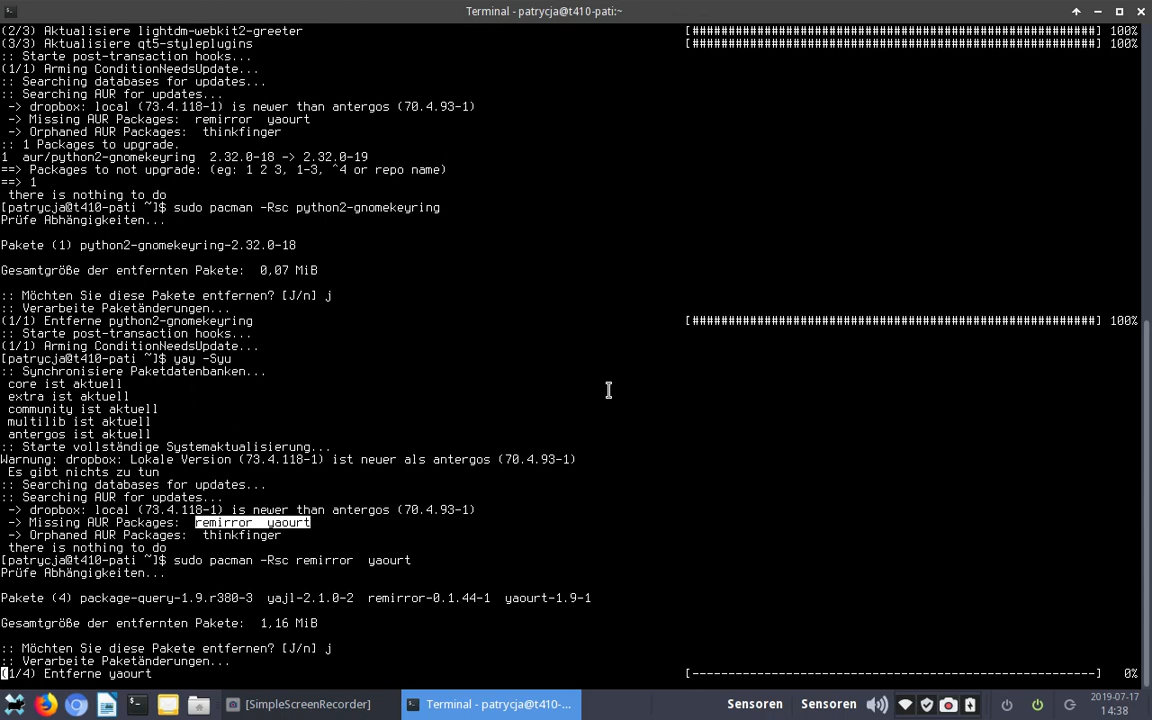 Terminal - patrycja@t410-pati:~
(2/3) Aktualisiere lightdm-webkit2-greeter [######################################################] 100%
(3/3) Aktualisiere qt5-styleplugins [######################################################] 100%
:: Starte post-transaction hooks...
(1/1) Arming ConditionNeedsUpdate...
:: Searching databases for updates...
:: Searching AUR for updates...
-> dropbox: local (73.4.118-1) is newer than antergos (70.4.93-1)
-> Missing AUR Packages:  remirror  yaourt
-> Orphaned AUR Packages:  thinkfinger
:: 1 Packages to upgrade.
1  aur/python2-gnomekeyring  2.32.0-18 -> 2.32.0-19
==> Packages to not upgrade: (eg: 1 2 3, 1-3, ^4 or repo name)
==> 1
there is nothing to do
[patrycja@t410-pati ~]$ sudo pacman -Rsc python2-gnomekeyring
Prüfe Abhängigkeiten...
Pakete (1) python2-gnomekeyring-2.32.0-18
Gesamtgröße der entfernten Pakete:  0,07 MiB
:: Möchten Sie diese Pakete entfernen? [J/n] j
:: Verarbeite Paketänderungen...
(1/1) Entferne python2-gnomekeyring [######################################################] 100%
:: Starte post-transaction hooks...
(1/1) Arming ConditionNeedsUpdate...
[patrycja@t410-pati ~]$ yay -Syu
:: Synchronisiere Paketdatenbanken...
core ist aktuell
extra ist aktuell
community ist aktuell
multilib ist aktuell
antergos ist aktuell
:: Starte vollständige Systemaktualisierung...
Warnung: dropbox: Lokale Version (73.4.118-1) ist neuer als antergos (70.4.93-1)
Es gibt nichts zu tun
:: Searching databases for updates...
:: Searching AUR for updates...
-> dropbox: local (73.4.118-1) is newer than antergos (70.4.93-1)
-> Missing AUR Packages:  remirror  yaourt
-> Orphaned AUR Packages:  thinkfinger
there is nothing to do
[patrycja@t410-pati ~]$ sudo pacman -Rsc remirror  yaourt
Prüfe Abhängigkeiten...
Pakete (4) package-query-1.9.r380-3  yajl-2.1.0-2  remirror-0.1.44-1  yaourt-1.9-1
Gesamtgröße der entfernten Pakete:  1,16 MiB
:: Möchten Sie diese Pakete entfernen? [J/n] j
:: Verarbeite Paketänderungen...
(1/4) Entferne yaourt [------------------------------------------------------] 0%
[SimpleScreenRecorder] Terminal - patrycja@t410-... Sensoren Sensoren 2019-07-17
14:38